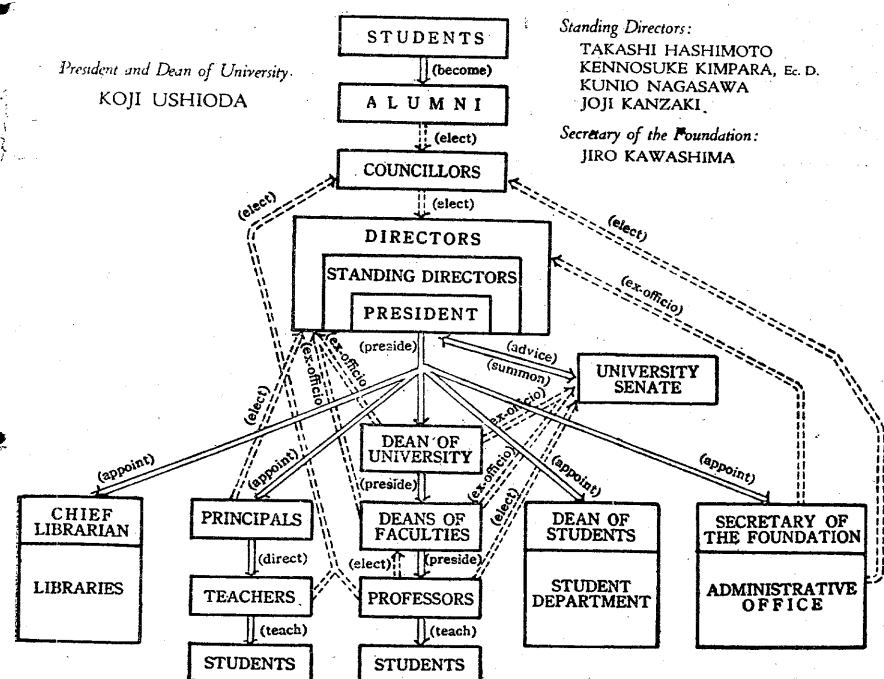 President and Dean of University.
KOJI USHIODA
Standing Directors:
TAKASHI HASHIMOTO
KENNOSUKE KIMPARA, Ec. D.
KUNIO NAGASAWA
JOJI KANZAKI
Secretary of the Foundation:
JIRO KAWASHIMA
STUDENTS
(become)
ALUMNI
(elect)
COUNCILLORS
(elect)
(elect)
(elect)
DIRECTORS
STANDING DIRECTORS
PRESIDENT
(ex-officio)
(preside)
(advice)
(summon)
UNIVERSITY
SENATE
(elect)
(ex-officio)
(ex-officio)
(ex-officio)
DEAN OF
UNIVERSITY
(ex-officio)
(elect)
(appoint)
(appoint)
(preside)
(appoint)
(appoint)
CHIEF
LIBRARIAN
LIBRARIES
PRINCIPALS
(direct)
TEACHERS
(teach)
STUDENTS
DEANS OF
FACULTIES
(elect)
(preside)
PROFESSORS
(teach)
STUDENTS
DEAN OF
STUDENTS
STUDENT
DEPARTMENT
SECRETARY OF
THE FOUNDATION
ADMINISTRATIVE
OFFICE